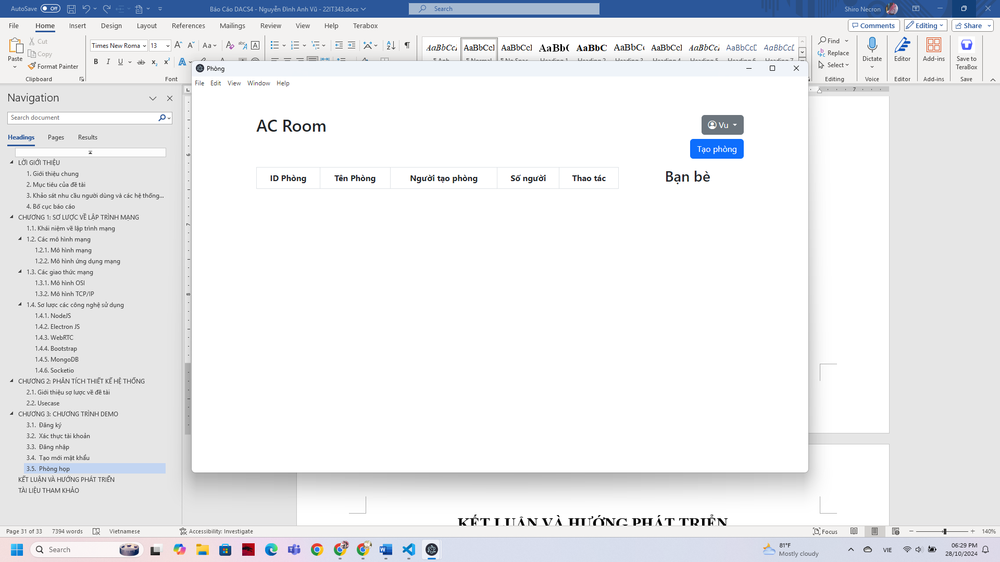 AutoSave Off
Báo Cáo DACS4 - Nguyễn Đình Anh Vũ - 22IT343.docx
Search
Shiro Necron
File Home Insert Design Layout References Mailings Review View Help Terabox
Comments Editing Share
Paste
Cut
Copy
Format Painter
Clipboard
Times New Roma 13
Font
AaBbCcI AaBbCcI AaBbCcI AaBb( AaBbC AaBbC AaBbCcI AaBbCcI AaBbCcD AaBbCcD
Find
Replace
Select
Editing
Dictate
Voice
Editor
Editor
Add-ins
Add-ins
Save to
TeraBox
Save
Navigation
Search document
Headings Pages Results
LỜI GIỚI THIỆU
1. Giới thiệu chung
2. Mục tiêu của đề tài
3. Khảo sát nhu cầu người dùng và các hệ thống...
4. Bố cục báo cáo
CHƯƠNG 1: SƠ LƯỢC VỀ LẬP TRÌNH MẠNG
1.1. Khái niệm về lập trình mạng
1.2. Các mô hình mạng
1.2.1. Mô hình mạng
1.2.2. Mô hình ứng dụng mạng
1.3. Các giao thức mạng
1.3.1. Mô hình OSI
1.3.2. Mô hình TCP/IP
1.4. Sơ lược các công nghệ sử dụng
1.4.1. NodeJS
1.4.2. Electron JS
1.4.3. WebRTC
1.4.4. Bootstrap
1.4.5. MongoDB
1.4.6. Socketio
CHƯƠNG 2: PHÂN TÍCH THIẾT KẾ HỆ THỐNG
2.1. Giới thiệu sợ lược về đề tài
2.2. Usecase
CHƯƠNG 3: CHƯƠNG TRÌNH DEMO
3.1. Đăng ký
3.2. Xác thực tài khoản
3.3. Đăng nhập
3.4. Tạo mới mật khẩu
3.5. Phòng họp
KẾT LUẬN VÀ HƯỚNG PHÁT TRIỂN
TÀI LIỆU THAM KHẢO
Phòng
File Edit View Window Help
AC Room
Vu
Tạo phòng
ID Phòng Tên Phòng Người tạo phòng Số người Thao tác
Bạn bè
KẾT LUẬN VÀ HƯỚNG PHÁT TRIỂN
Page 31 of 33 7394 words Vietnamese Accessibility: Investigate Focus 140%
Search
81°F
Mostly cloudy
VIE
06:29 PM
28/10/2024